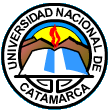 UNIVERSIDAD NACIONAL DE
CATAMARCA